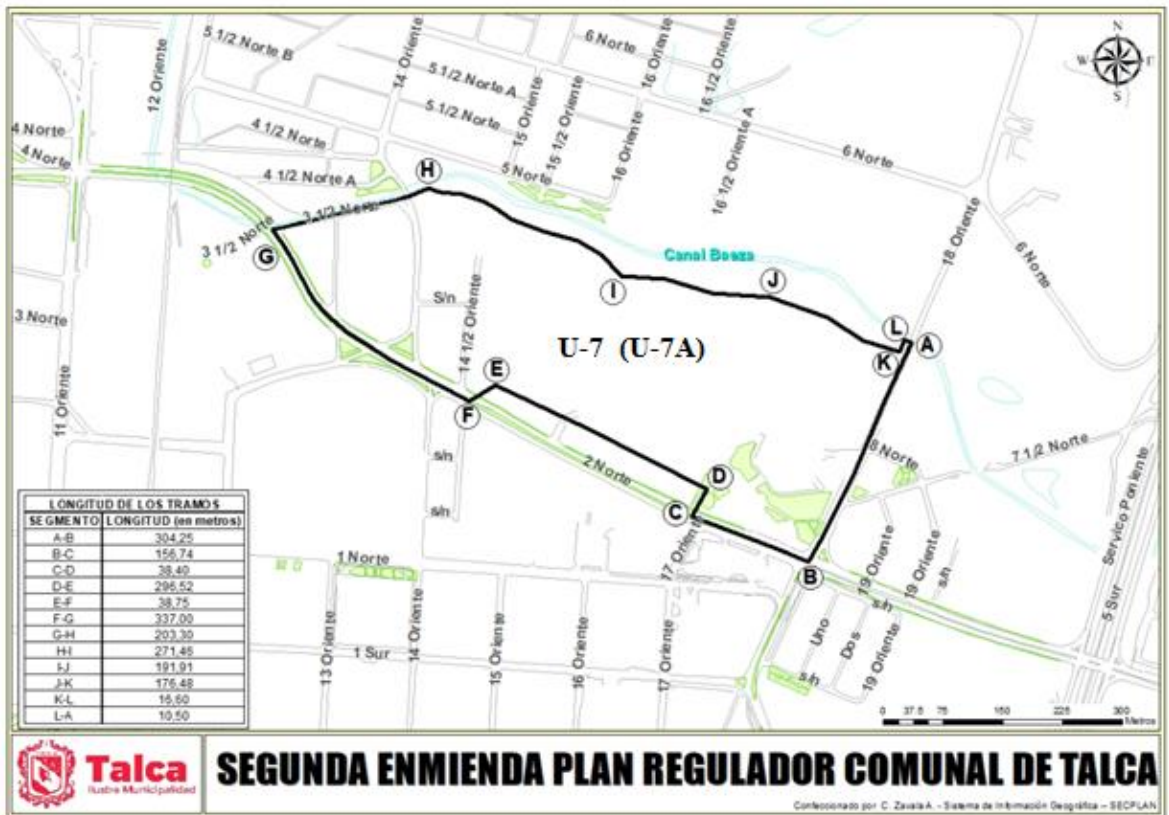 12 Oriente
5 1/2 Norte B
14 Oriente
5 1/2 Norte A
5 1/2 Norte
6 Norte
15 Oriente
15 1/2 Oriente
16 Oriente
16 Oriente
16 1/2 Oriente
16 1/2 Oriente A
N
W
S
4 Norte
4 Norte
4 1/2 Norte
4 1/2 Norte A
5 Norte
6 Norte
6 Norte
18 Oriente
H
3 1/2 Norte
3 1/2 Norte
G
Canal Baeza
I
J
L
A
K
S/n
14 1/2 Oriente
U-7 (U-7A)
3 Norte
11 Oriente
E
F
s/n
s/n
2 Norte
D
C
17 Oriente
B
8 Norte
7 1/2 Norte
19 Oriente
19 Oriente
s/n
s/n
Servico Poniente
5 Sur
Uno
Dos
19 Oriente
s/n
1 Norte
1 Sur
13 Oriente
14 Oriente
15 Oriente
16 Oriente
17 Oriente
LONGITUD DE LOS TRAMOS
SEGMENTO LONGITUD (en metros)
A-B 304,25
B-C 156,74
C-D 38,40
D-E 296,52
E-F 38,75
F-G 337,00
G-H 203,30
H-I 271,46
I-J 191,91
J-K 176,48
K-L 16,60
L-A 10,50
0 37 5 75 150 225 300
Metros
Talca
Ilustre Municipalidad
SEGUNDA ENMIENDA PLAN REGULADOR COMUNAL DE TALCA
Confeccionado por C. Zavala A. - Sistema de Información Geográfica - SECPLAN